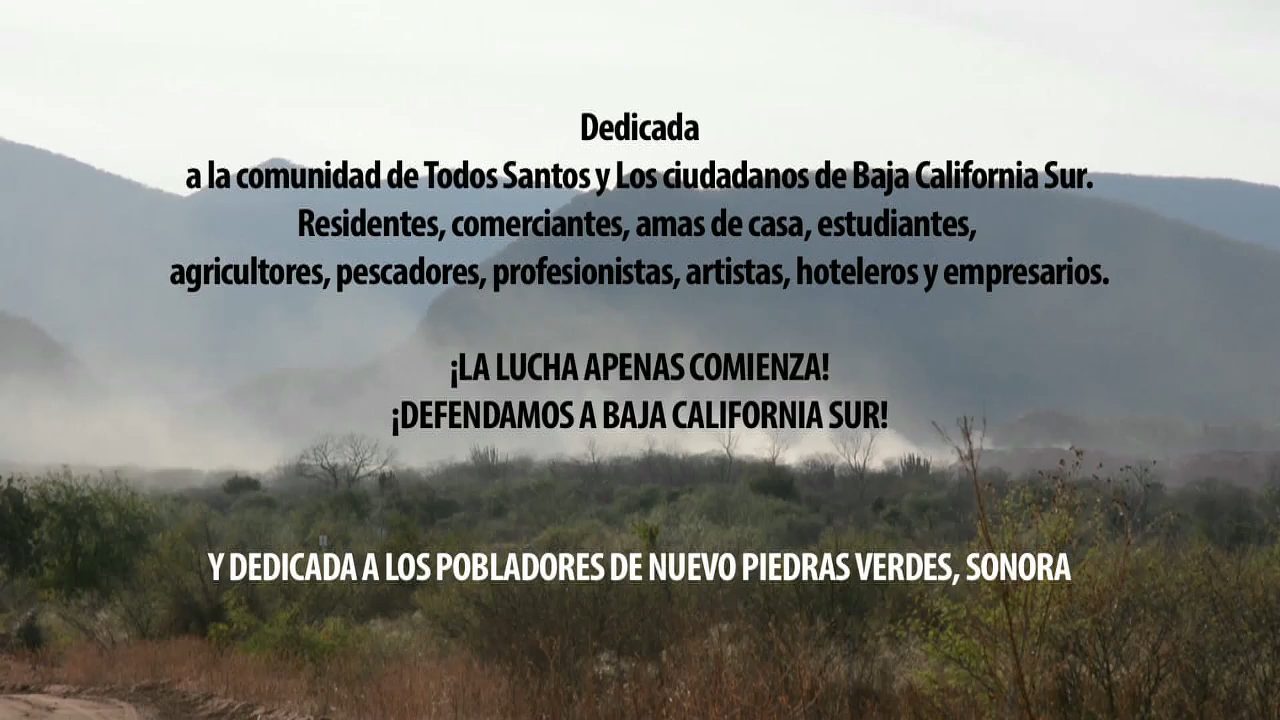 Dedicada
a la comunidad de Todos Santos y Los ciudadanos de Baja California Sur.
Residentes, comerciantes, amas de casa, estudiantes,
agricultores, pescadores, profesionistas, artistas, hoteleros y empresarios.
¡LA LUCHA APENAS COMIENZA!
¡DEFENDAMOS A BAJA CALIFORNIA SUR!
Y DEDICADA A LOS POBLADORES DE NUEVO PIEDRAS VERDES, SONORA